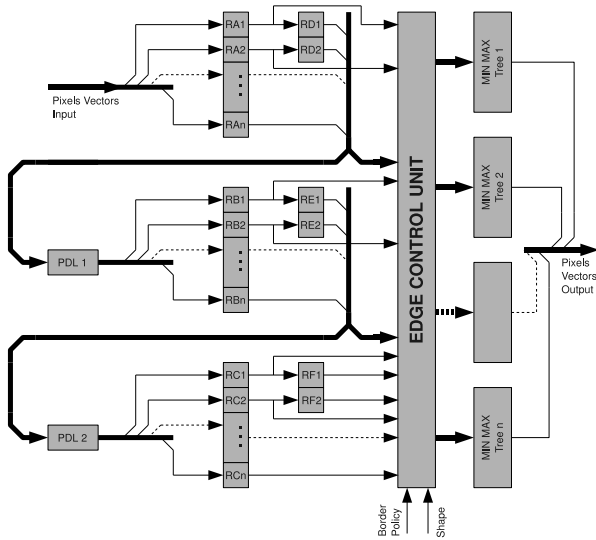 RA1
RD1
RA2
RD2
RAn
Pixels Vectors
Input
RB1
RE1
RB2
RE2
RBn
PDL 1
RC1
RF1
RC2
RF2
RCn
PDL 2
EDGE CONTROL UNIT
MIN MAX
Tree 1
MIN MAX
Tree 2
MIN MAX
Tree n
Pixels
Vectors
Output
Border
Policy
Shape